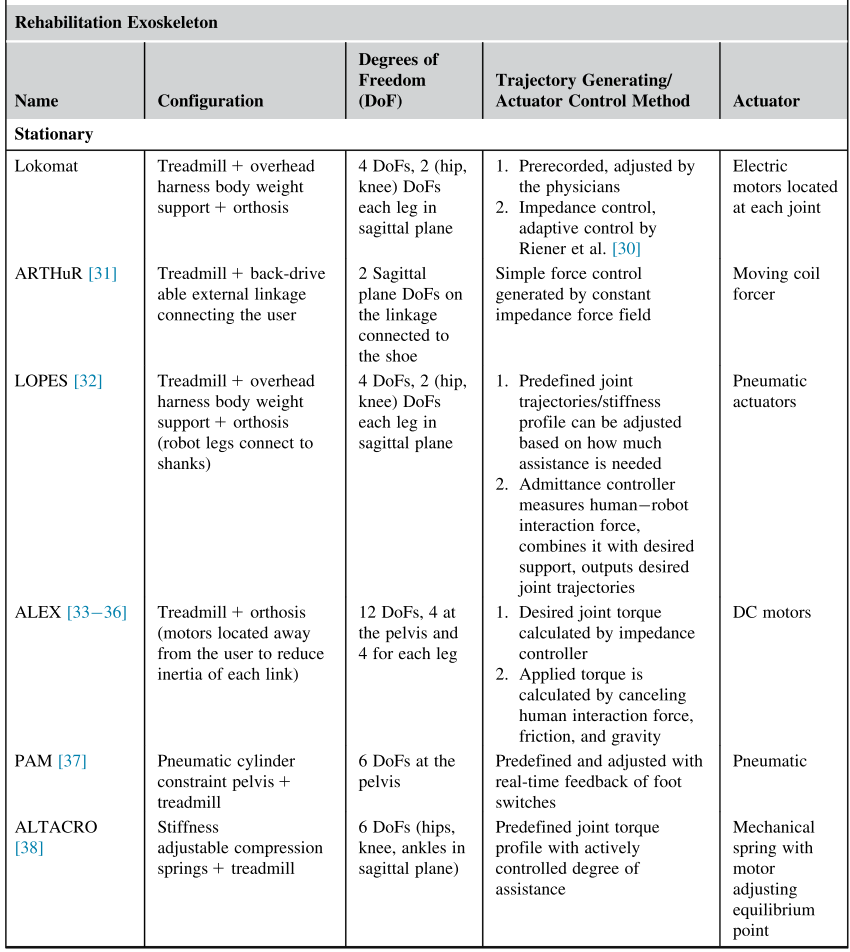 Rehabilitation Exoskeleton
Name
Configuration
Degrees of
Freedom
(DoF)
Trajectory Generating/
Actuator Control Method
Actuator
Stationary
Lokomat
Treadmill + overhead
harness body weight
support + orthosis
4 DoFs, 2 (hip,
knee) DoFs
each leg in
sagittal plane
1. Prerecorded, adjusted by
the physicians
2. Impedance control,
adaptive control by
Riener et al. [30]
Electric
motors located
at each joint
ARTHuR [31]
Treadmill + back-drive
able external linkage
connecting the user
2 Sagittal
plane DoFs on
the linkage
connected to
the shoe
Simple force control
generated by constant
impedance force field
Moving coil
forcer
LOPES [32]
Treadmill + overhead
harness body weight
support + orthosis
(robot legs connect to
shanks)
4 DoFs, 2 (hip,
knee) DoFs
each leg in
sagittal plane
1. Predefined joint
trajectories/stiffness
profile can be adjusted
based on how much
assistance is needed
2. Admittance controller
measures human−robot
interaction force,
combines it with desired
support, outputs desired
joint trajectories
Pneumatic
actuators
ALEX [33−36]
Treadmill + orthosis
(motors located away
from the user to reduce
inertia of each link)
12 DoFs, 4 at
the pelvis and
4 for each leg
1. Desired joint torque
calculated by impedance
controller
2. Applied torque is
calculated by canceling
human interaction force,
friction, and gravity
DC motors
PAM [37]
Pneumatic cylinder
constraint pelvis +
treadmill
6 DoFs at the
pelvis
Predefined and adjusted with
real-time feedback of foot
switches
Pneumatic
ALTACRO
[38]
Stiffness
adjustable compression
springs + treadmill
6 DoFs (hips,
knee, ankles in
sagittal plane)
Predefined joint torque
profile with actively
controlled degree of
assistance
Mechanical
spring with
motor
adjusting
equilibrium
point